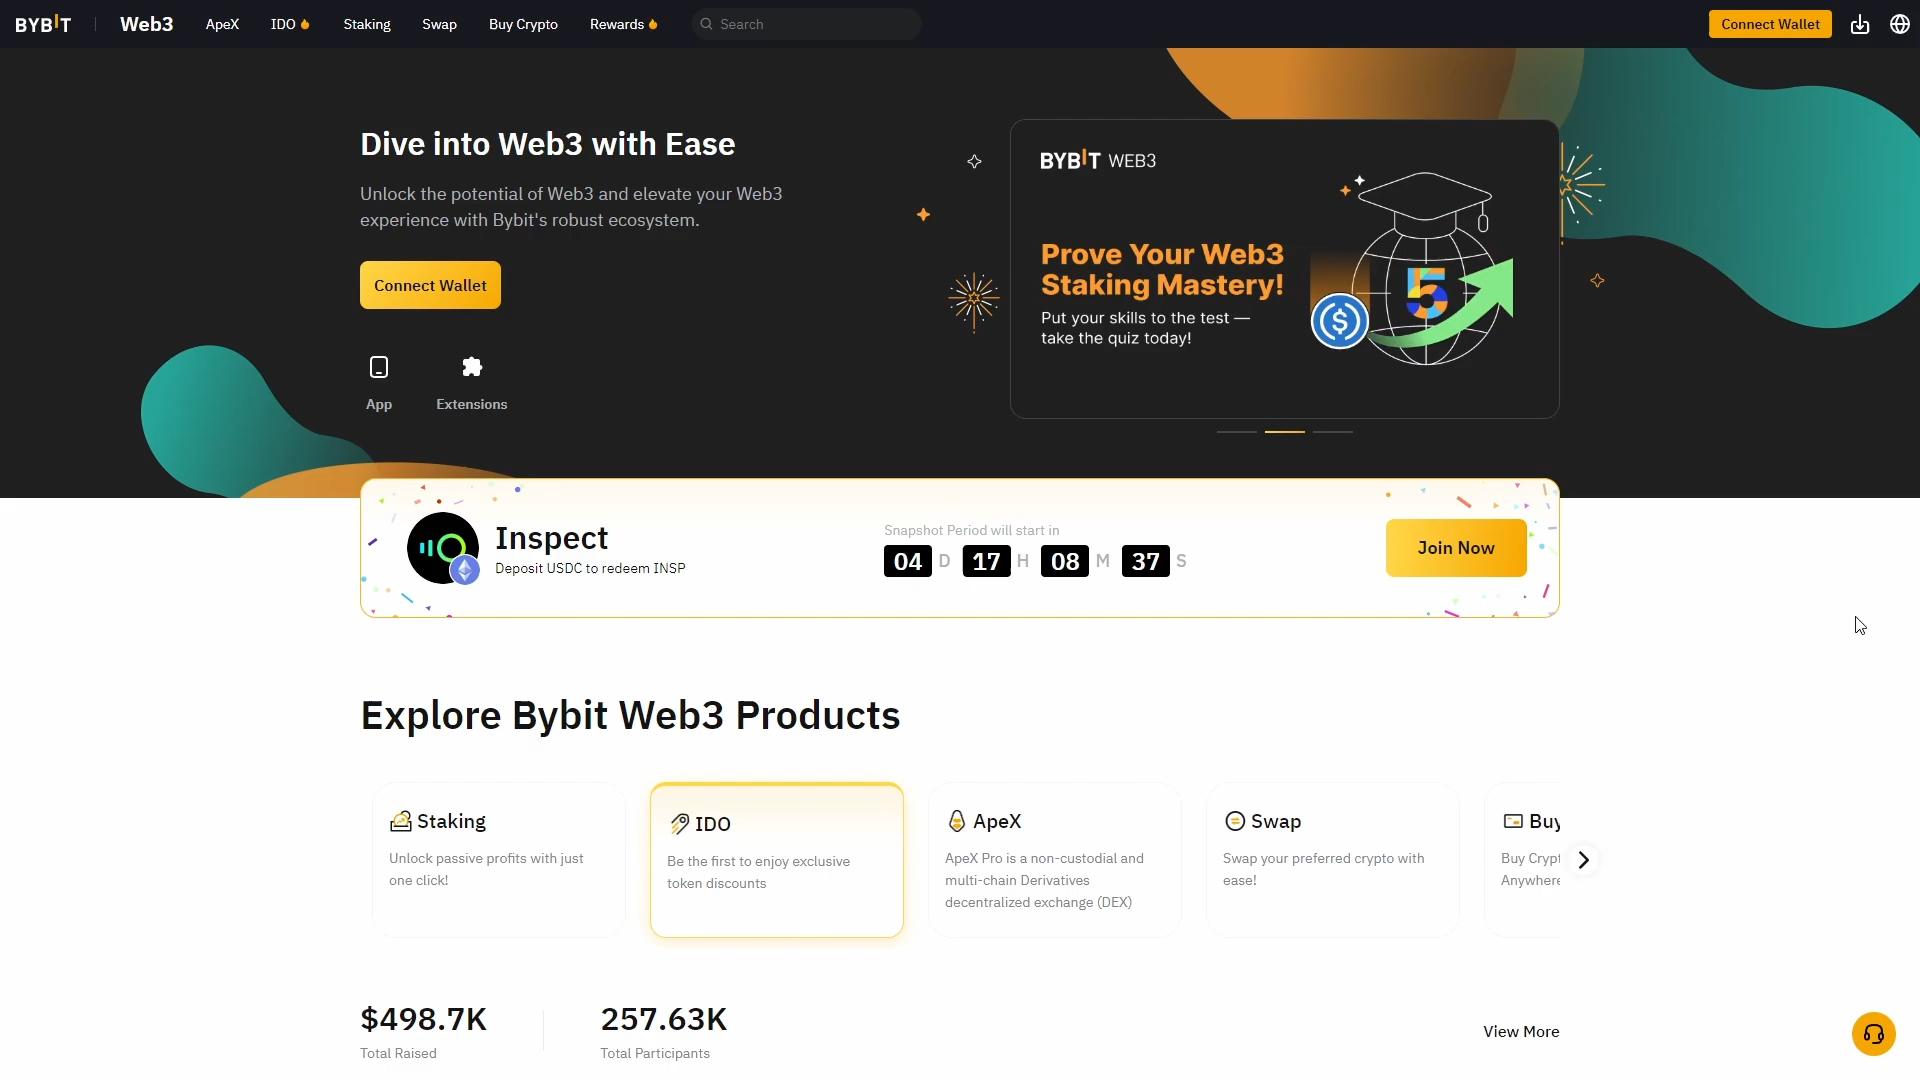 BYBIT Web3 ApeX IDO Staking Swap Buy Crypto Rewards Search Connect Wallet
Dive into Web3 with Ease
Unlock the potential of Web3 and elevate your Web3
experience with Bybit's robust ecosystem.
Connect Wallet
App Extensions
BYBIT WEB3
Prove Your Web3
Staking Mastery!
Put your skills to the test —
take the quiz today!
5
Inspect
Deposit USDC to redeem INSP
Snapshot Period will start in
04 D 17 H 08 M 37 S
Join Now
Explore Bybit Web3 Products
Staking
Unlock passive profits with just
one click!
IDO
Be the first to enjoy exclusive
token discounts
ApeX
ApeX Pro is a non-custodial and
multi-chain Derivatives
decentralized exchange (DEX)
Swap
Swap your preferred crypto with
ease!
Buy
Buy Crypt
Anywhere
$498.7K
Total Raised
257.63K
Total Participants
View More